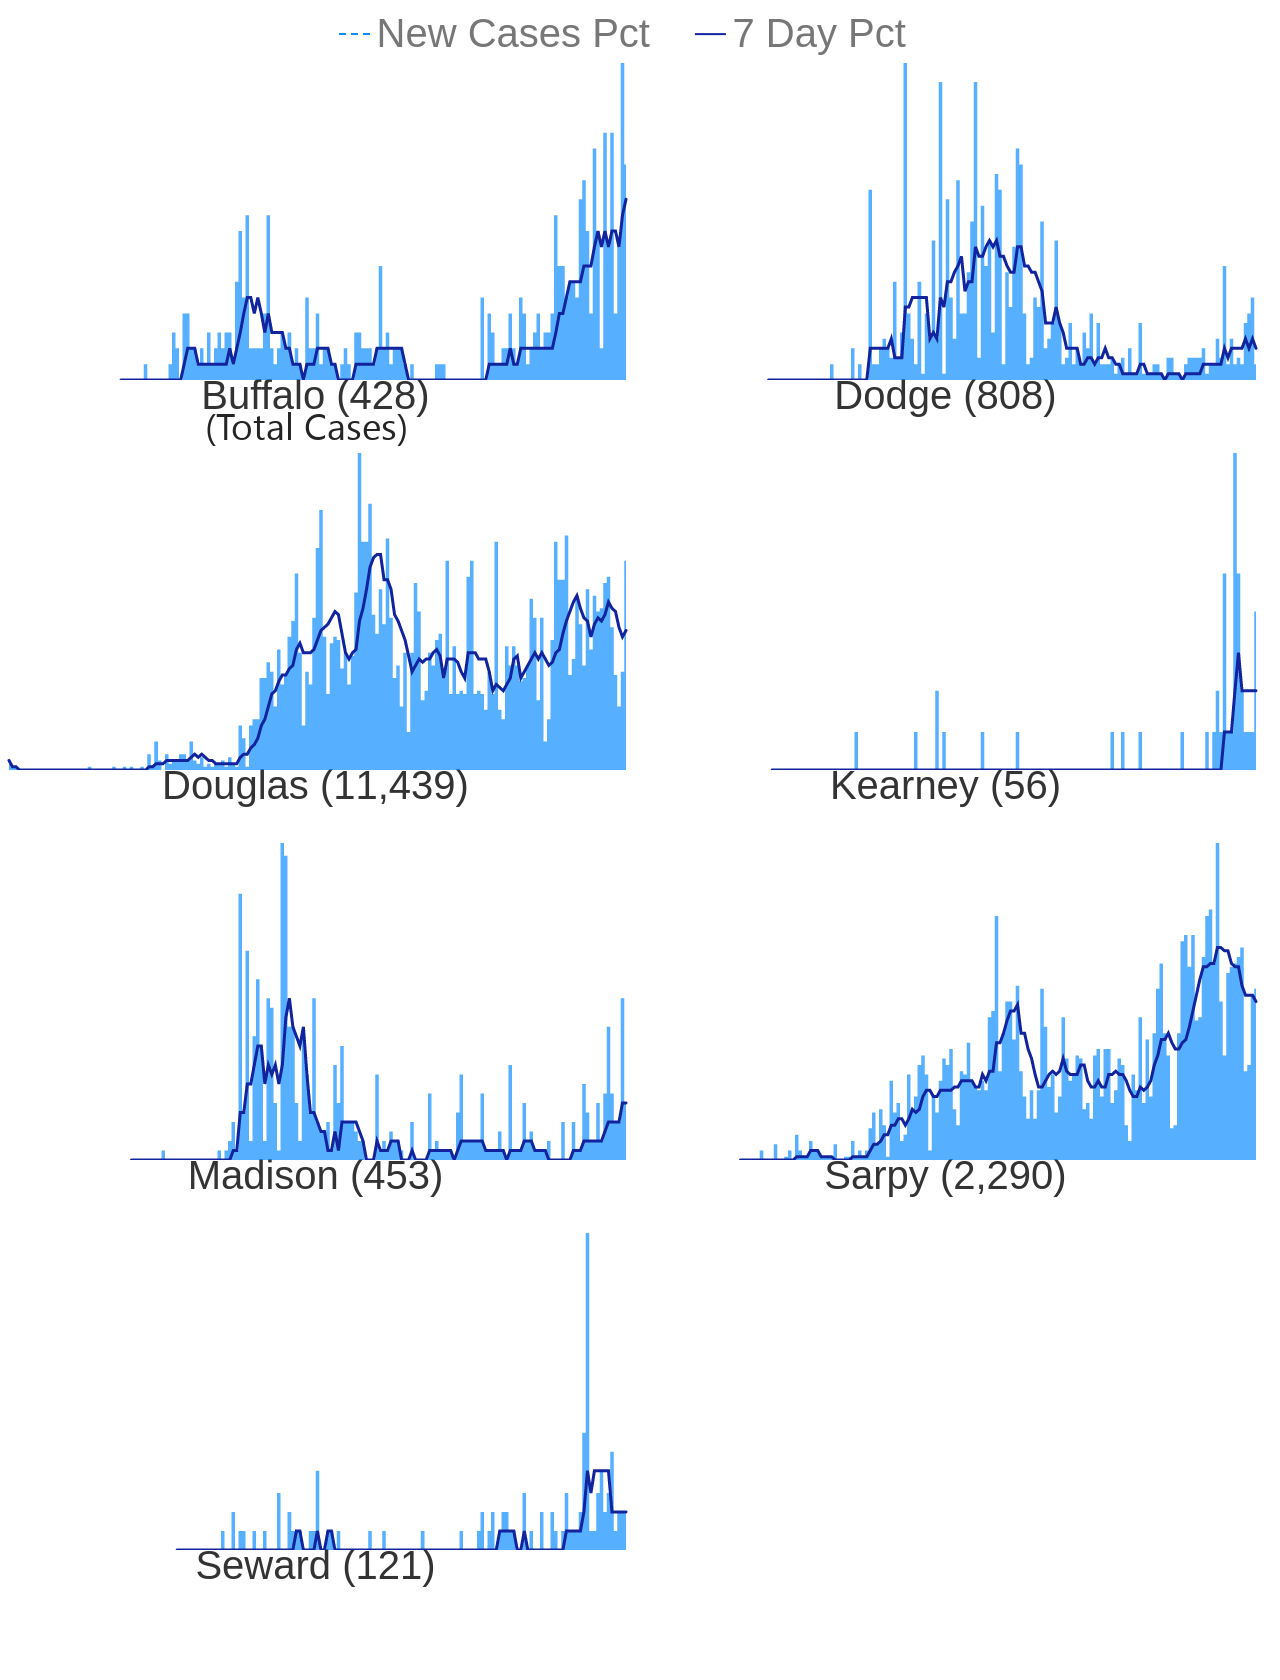 New Cases Pct 7 Day Pct
Buffalo (428)
(Total Cases)
Dodge (808)
Douglas (11,439)
Kearney (56)
Madison (453)
Sarpy (2,290)
Seward (121)